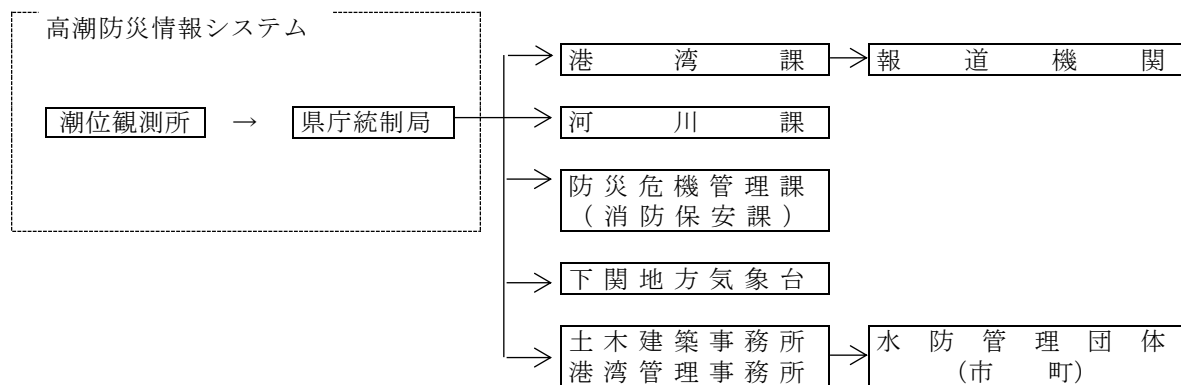 高潮防災情報システム
港湾課
報道機関
潮位観測所 → 県庁統制局
河川課
防災危機管理課
(消防保安課)
下関地方気象台
土木建築事務所
港湾管理事務所
水防管理団体
(市町)